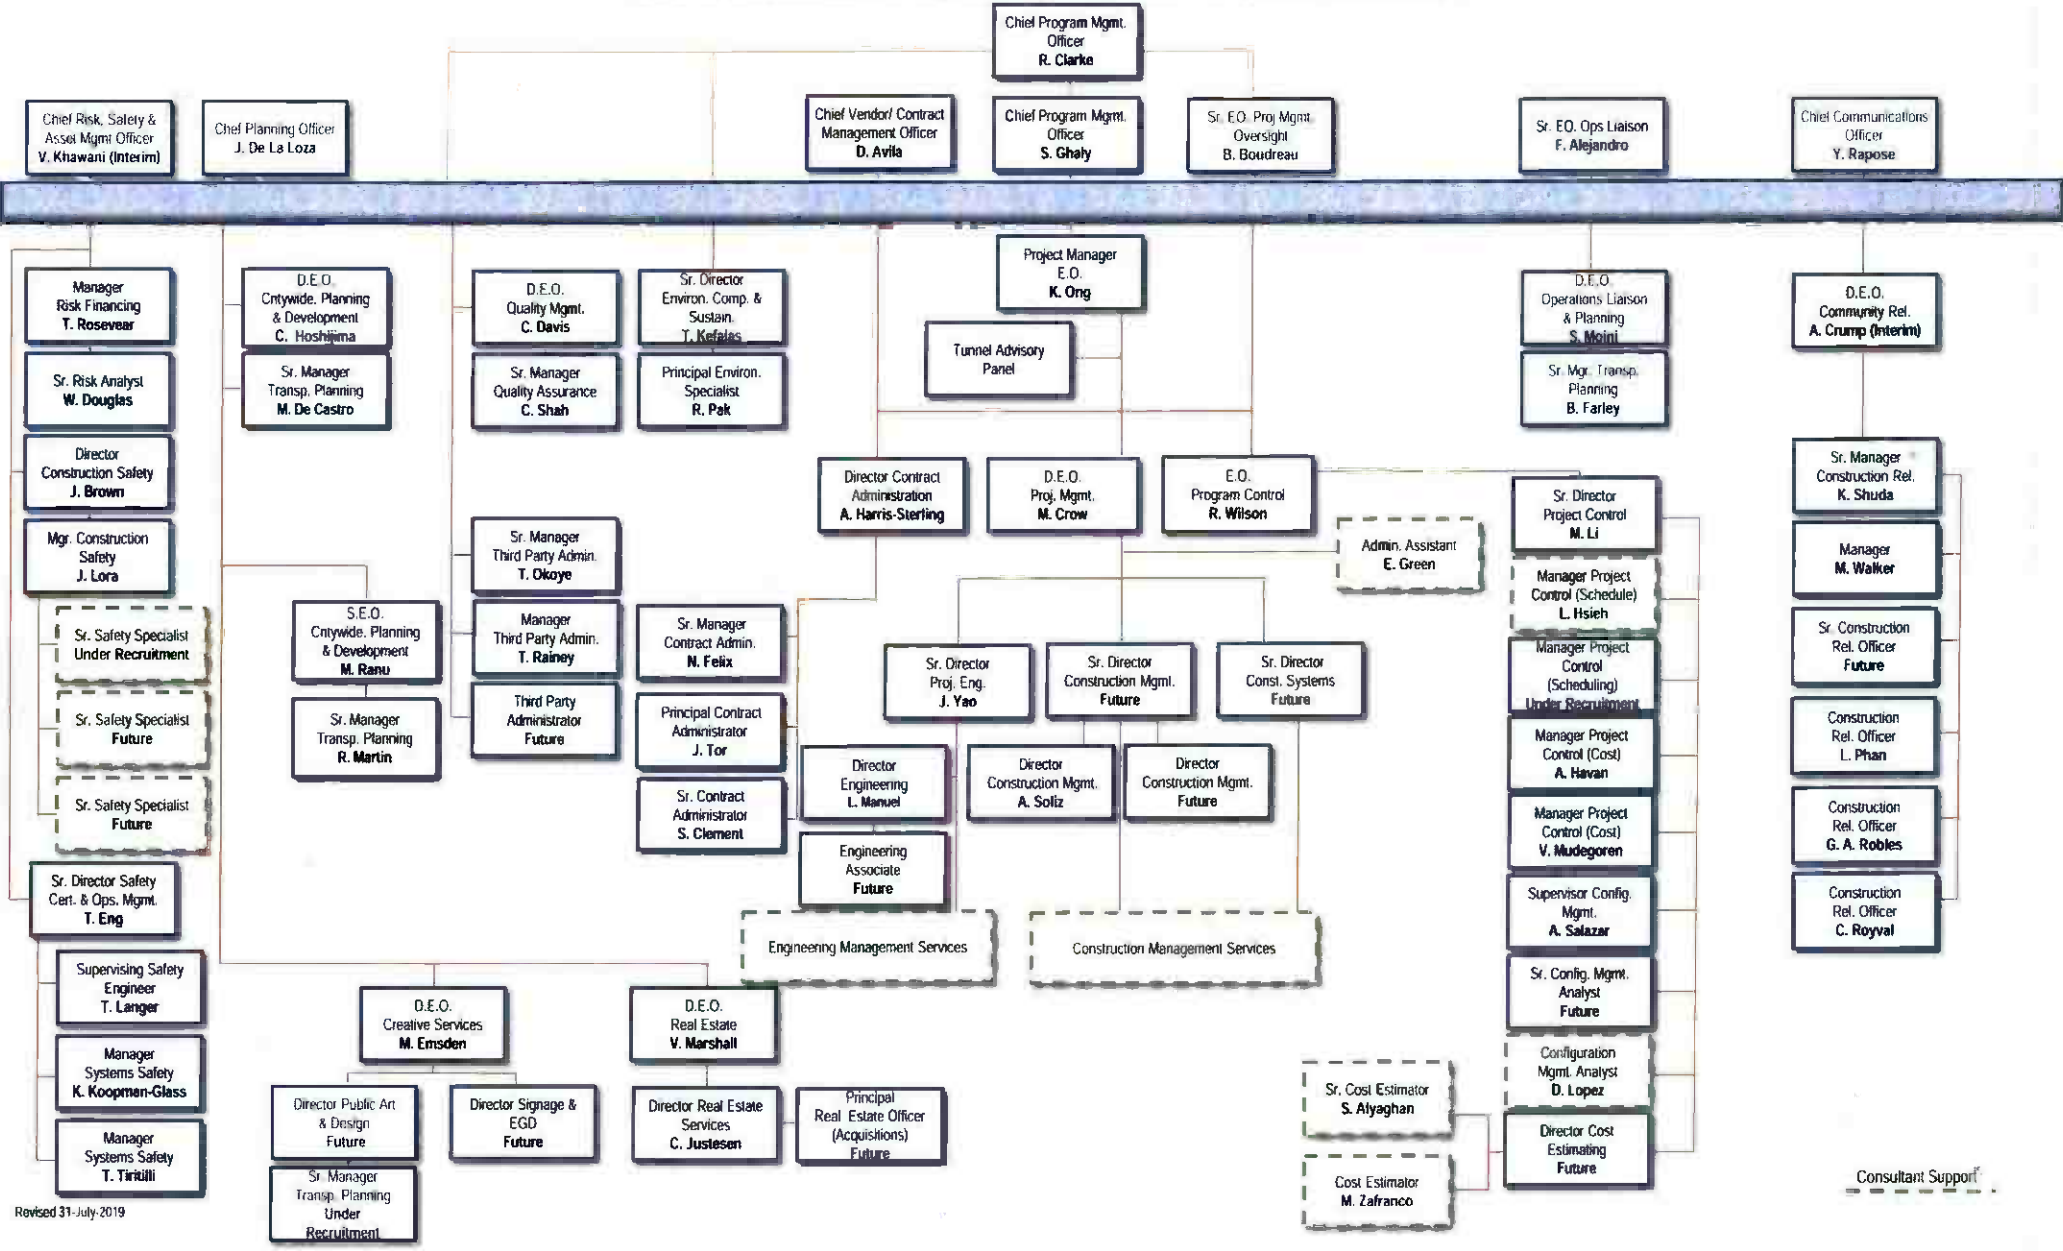 Chief Program Mgmt.
Officer
R. Clarke
Chief Risk, Safety &
Asset Mgmt Officer
V. Khawani (Interim)
Chef Planning Officer
J. De La Loza
Chief Vendor/ Contract
Management Officer
D. Avila
Chief Program Mgmt.
Officer
S. Ghaly
Sr. EO. Proj Mgmt
Oversight
B. Boudreau
Sr. EO. Ops Liaison
F. Alejandro
Chief Communications
Officer
Y. Rapose
Manager
Risk Financing
T. Rosevear
Sr. Risk Analyst
W. Douglas
Director
Construction Safety
J. Brown
Mgr. Construction
Safety
J. Lora
Sr. Safety Specialist
Under Recruitment
Sr. Safety Specialist
Future
Sr. Safety Specialist
Future
Sr. Director Safety
Cert. & Ops. Mgmt.
T. Eng
Supervising Safety
Engineer
T. Langer
Manager
Systems Safety
K. Koopman-Glass
Manager
Systems Safety
T. Tiritilli
D.E.O.
Cntywide. Planning
& Development
C. Hoshijima
Sr. Manager
Transp. Planning
M. De Castro
S.E.O.
Cntywide. Planning
& Development
M. Ranu
Sr. Manager
Transp. Planning
R. Martin
D.E.O.
Creative Services
M. Emsden
Director Public Art
& Design
Future
Sr. Manager
Transp. Planning
Under
Recruitment
Director Signage &
EGD
Future
D.E.O.
Real Estate
V. Marshall
Director Real Estate
Services
C. Justesen
Principal
Real Estate Officer
(Acquisitions)
Future
D.E.O.
Quality Mgmt.
C. Davis
Sr. Manager
Quality Assurance
C. Shah
Sr. Director
Environ. Comp. &
Sustain.
T. Kefalas
Principal Environ.
Specialist
R. Pak
Sr. Manager
Third Party Admin.
T. Okoye
Manager
Third Party Admin.
T. Rainey
Third Party
Administrator
Future
Project Manager
E.O.
K. Ong
Tunnel Advisory
Panel
Director Contract
Administration
A. Harris-Sterling
Sr. Manager
Contract Admin.
N. Felix
Principal Contract
Administrator
J. Tor
Sr. Contract
Administrator
S. Clement
D.E.O.
Proj. Mgmt.
M. Crow
E.O.
Program Control
R. Wilson
Admin. Assistant
E. Green
Sr. Director
Proj. Eng.
J. Yao
Sr. Director
Construction Mgmt.
Future
Sr. Director
Const. Systems
Future
Director
Engineering
L. Manuel
Engineering
Associate
Future
Director
Construction Mgmt.
A. Soliz
Director
Construction Mgmt.
Future
Engineering Management Services
Construction Management Services
D.E.O.
Operations Liaison
& Planning
S. Moini
Sr. Mgr. Transp.
Planning
B. Farley
Sr. Director
Project Control
M. Li
Manager Project
Control (Schedule)
L. Hsieh
Manager Project
Control
(Scheduling)
Under Recruitment
Manager Project
Control (Cost)
A. Havan
Manager Project
Control (Cost)
V. Mudegoren
Supervisor Config.
Mgmt.
A. Salazar
Sr. Config. Mgmt.
Analyst
Future
Configuration
Mgmt. Analyst
D. Lopez
Director Cost
Estimating
Future
Sr. Cost Estimator
S. Alyaghan
Cost Estimator
M. Zafranco
D.E.O.
Community Rel.
A. Crump (Interim)
Sr. Manager
Construction Rel.
K. Shuda
Manager
M. Walker
Sr. Construction
Rel. Officer
Future
Construction
Rel. Officer
L. Phan
Construction
Rel. Officer
G. A. Robles
Construction
Rel. Officer
C. Royval
Consultant Support
Revised 31-July-2019